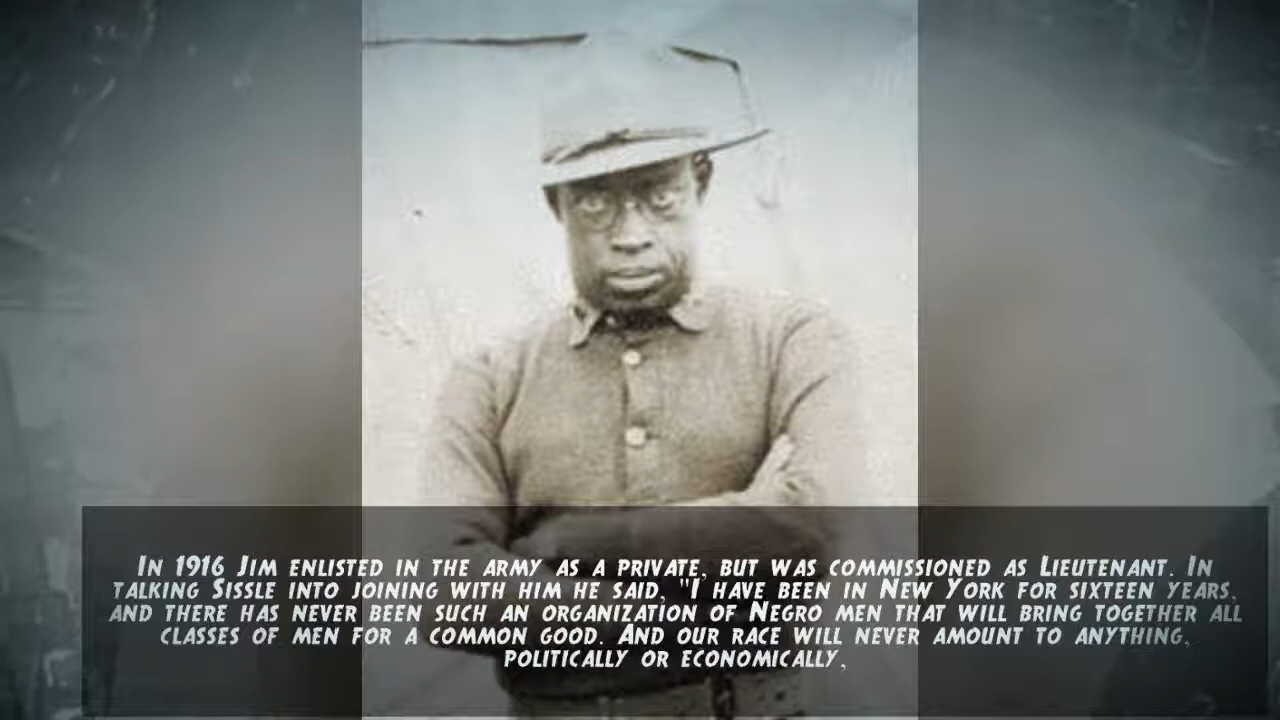 In 1916 Jim enlisted in the army as a private, but was commissioned as Lieutenant. In
talking Sissle into joining with him he said, "I have been in New York for sixteen years,
and there has never been such an organization of Negro men that will bring together all
classes of men for a common good. And our race will never amount to anything,
politically or economically,